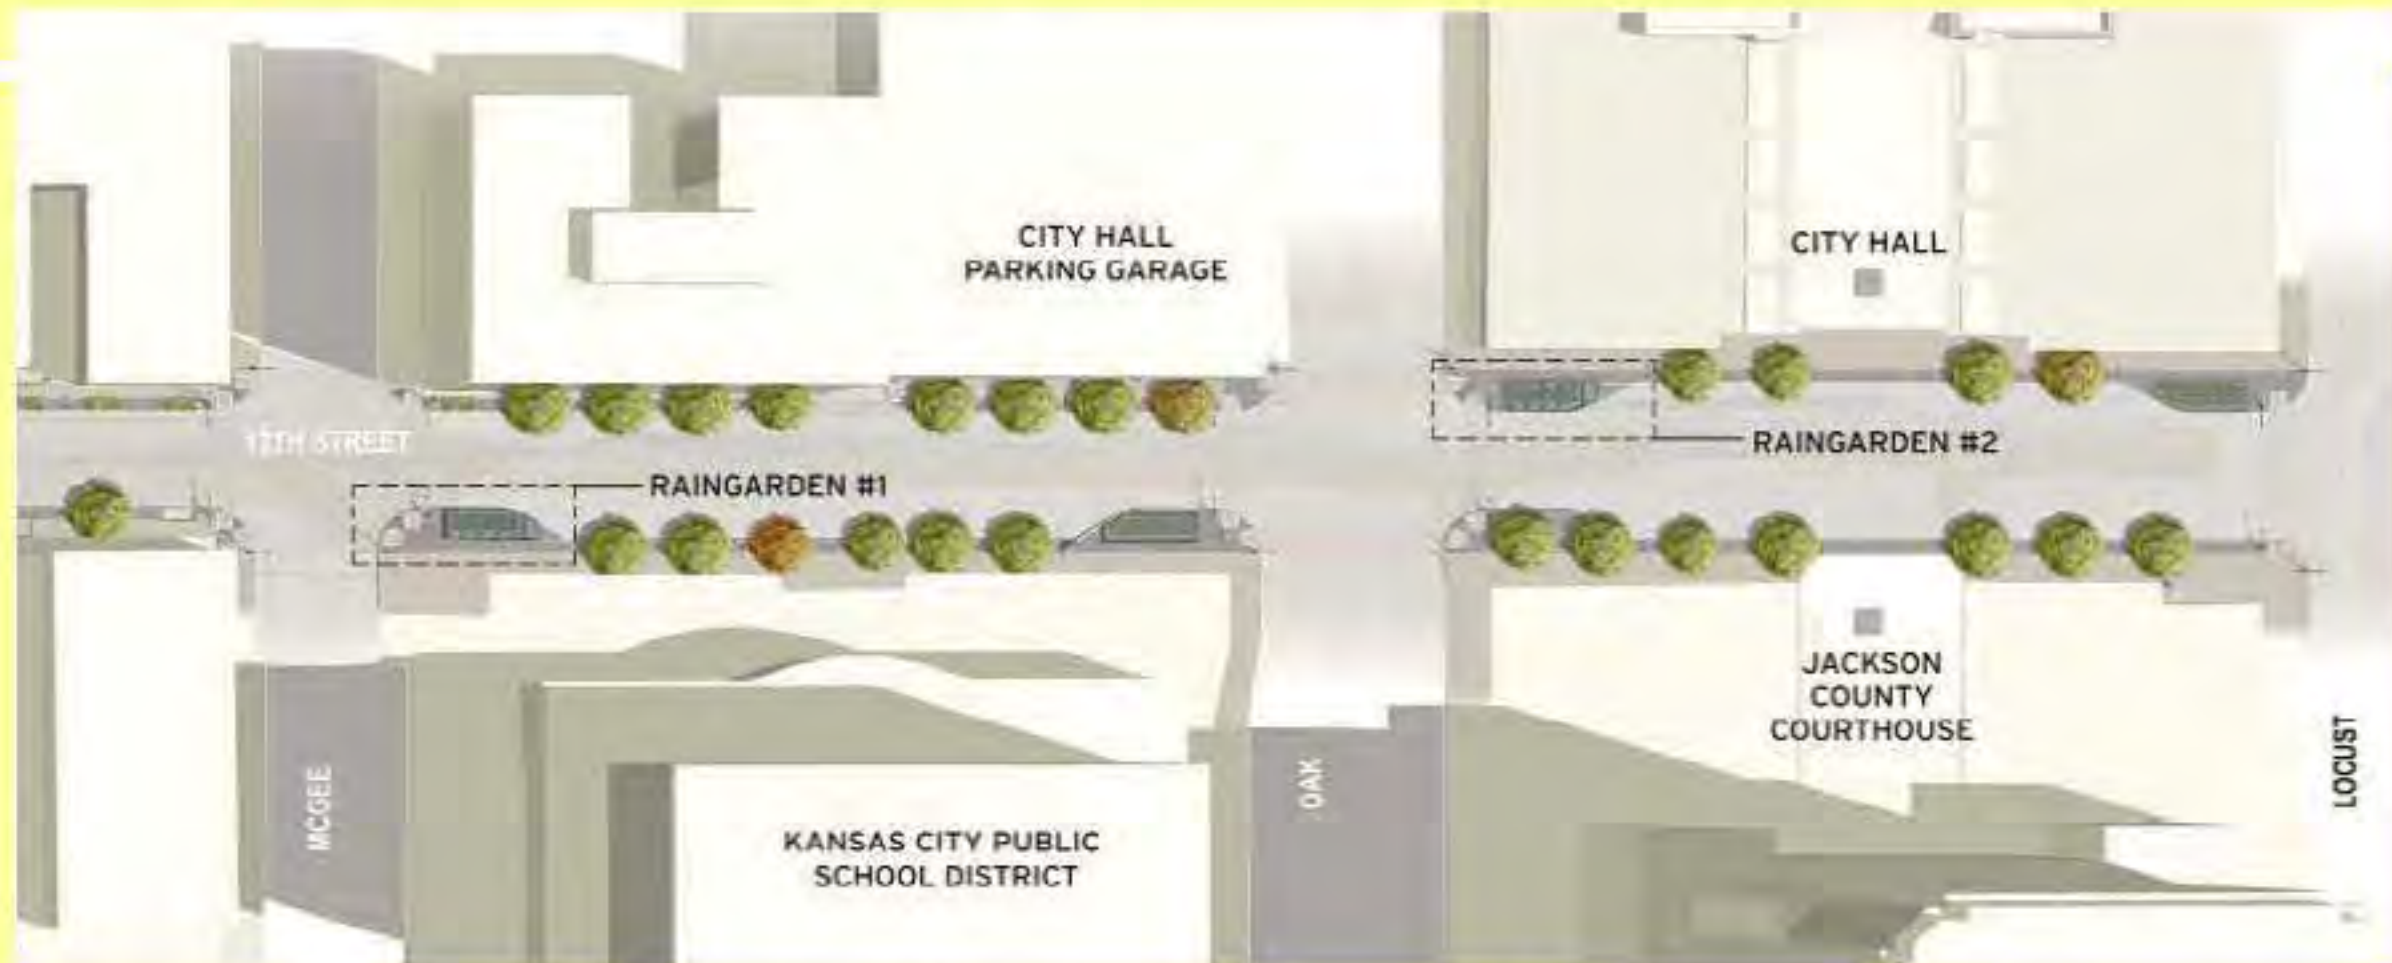 CITY HALL
PARKING GARAGE
CITY HALL
12TH STREET
RAINGARDEN #2
RAINGARDEN #1
JACKSON
COUNTY
COURTHOUSE
MCGEE
OAK
LOCUST
KANSAS CITY PUBLIC
SCHOOL DISTRICT